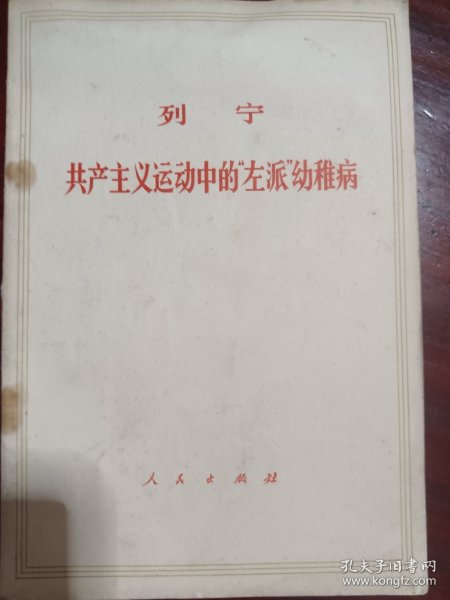 列 宁
共产主义运动中的“左派”幼稚病
人民出版社
孔夫子旧书网
www.kongfz.com